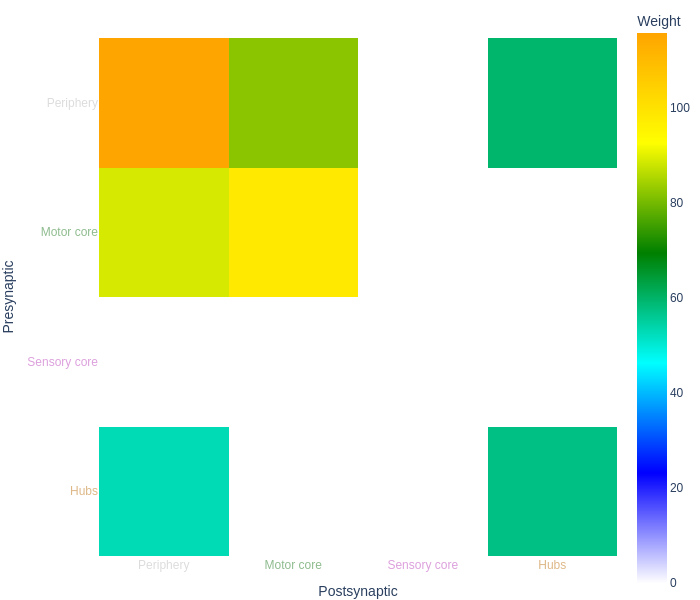 Weight
Periphery
Motor core
Sensory core
Hubs
Presynaptic
Periphery
Motor core
Sensory core
Hubs
Postsynaptic
100
80
60
40
20
0